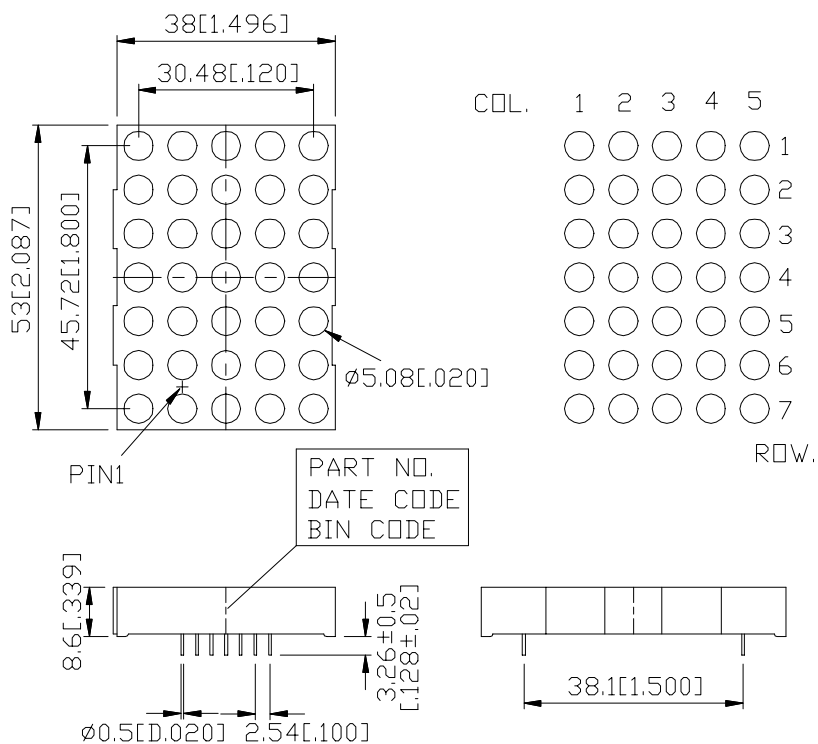 38[1.496]
30.48[.120]
53[2.087]
45.72[1.800]
Ø5.08[.020]
PIN1
COL. 1 2 3 4 5
1
2
3
4
5
6
7
ROW.
PART NO.
DATE CODE
BIN CODE
8.6[.339]
3.26±0.5
[.128±.02]
Ø0.5[D.020]
2.54[.100]
38.1[1.500]